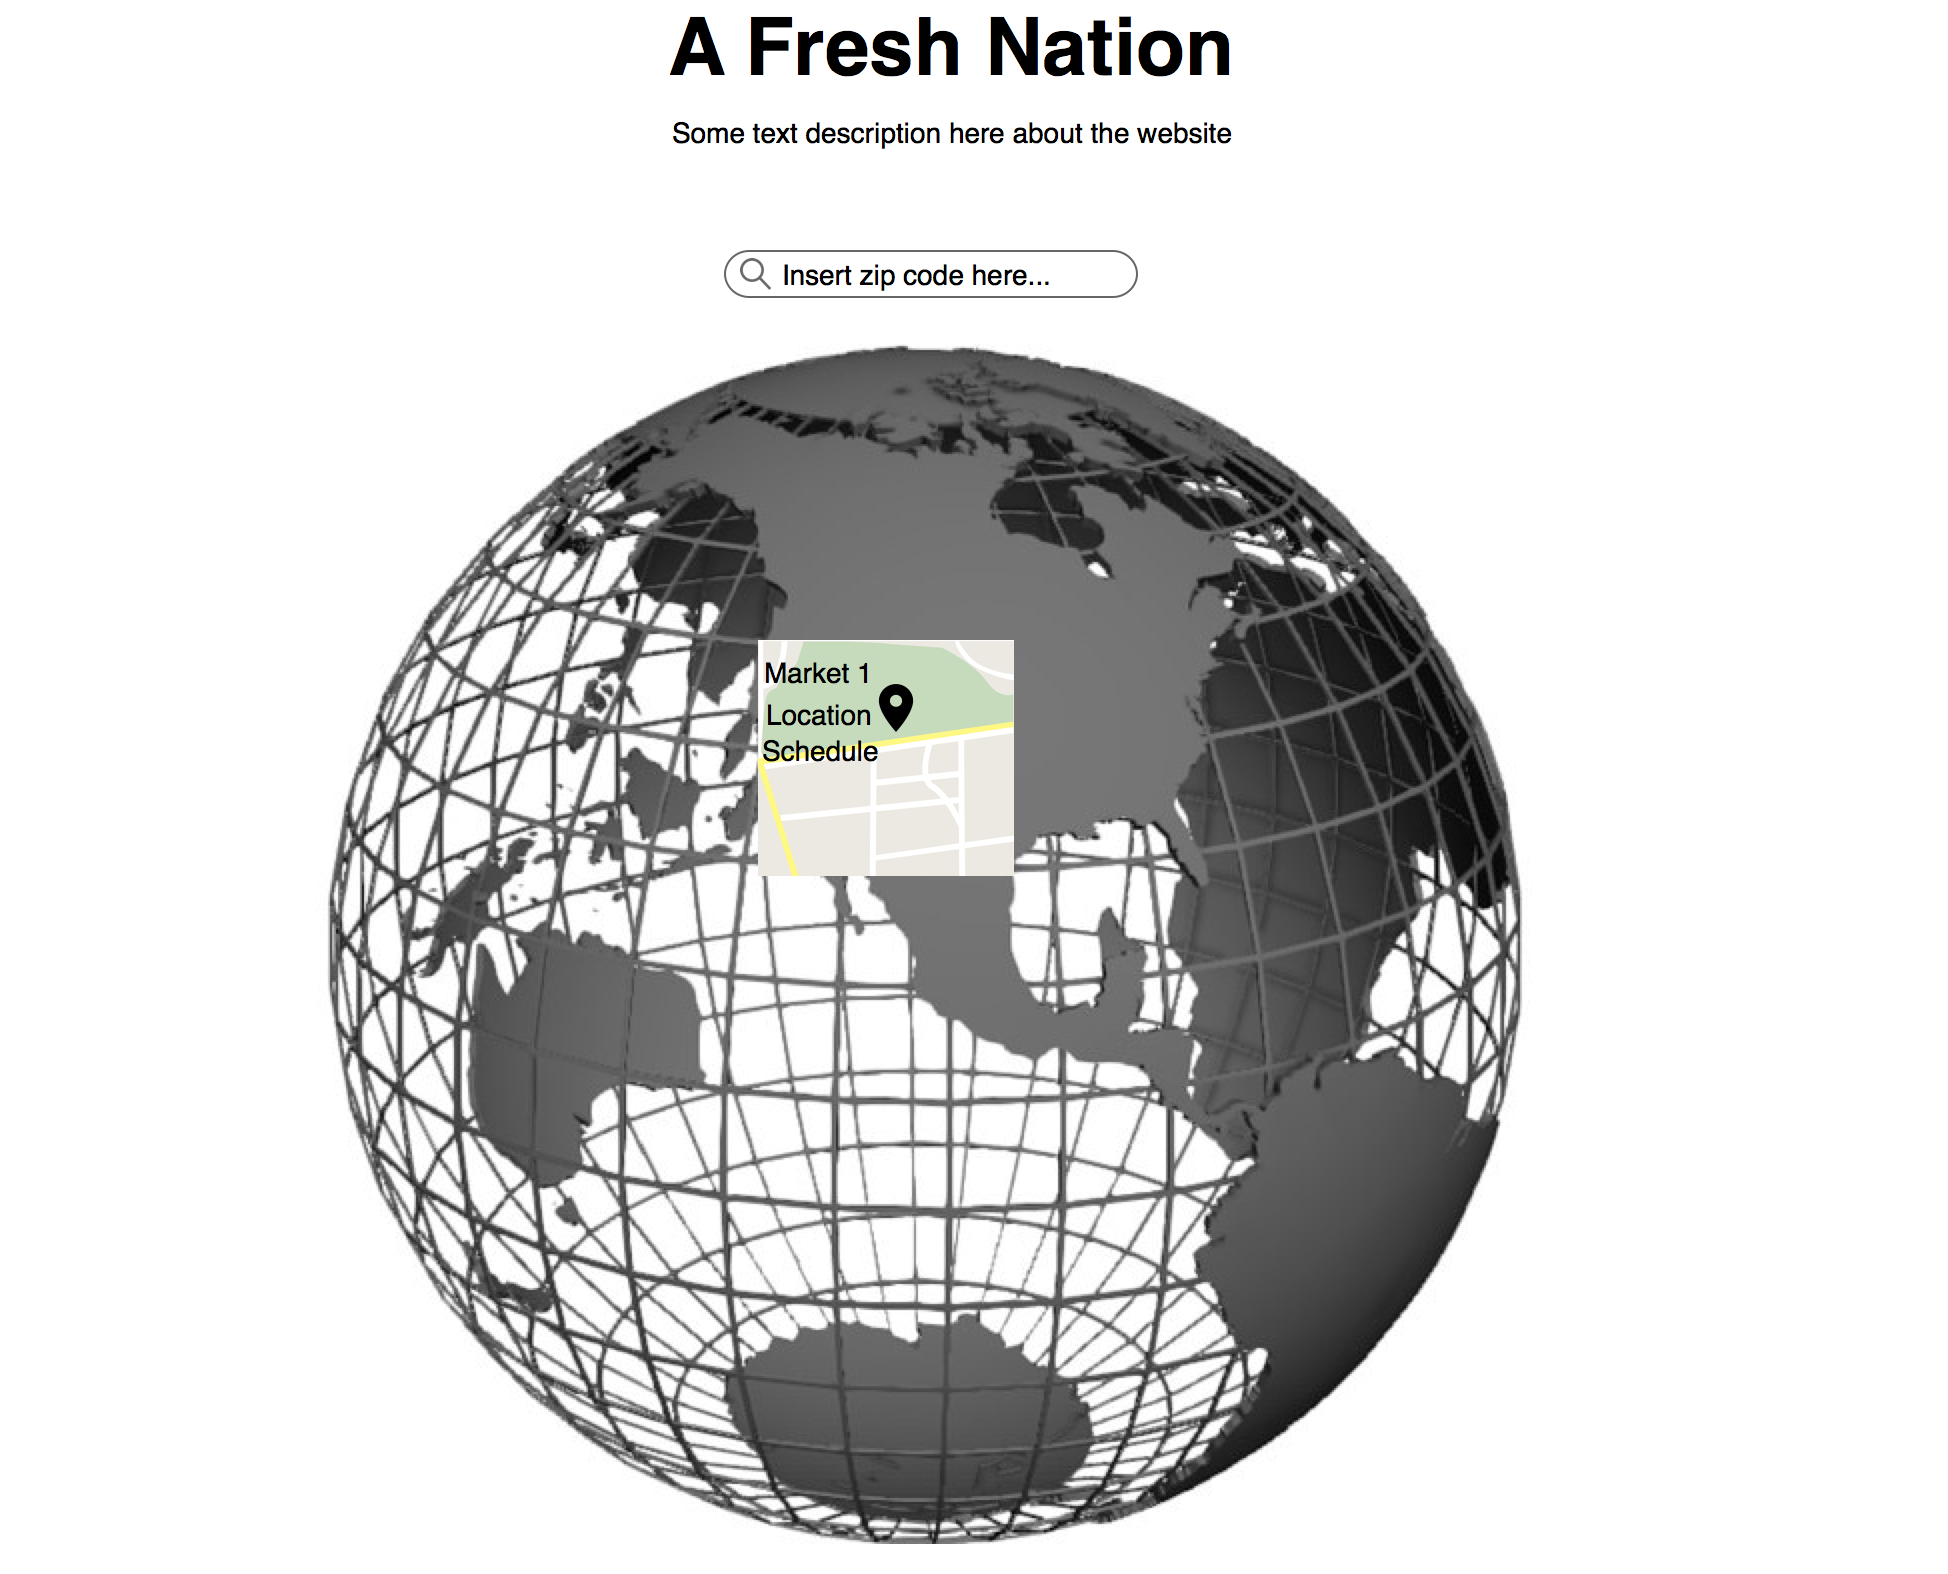 A Fresh Nation
Some text description here about the website
Insert zip code here...
Market 1
Location
Schedule